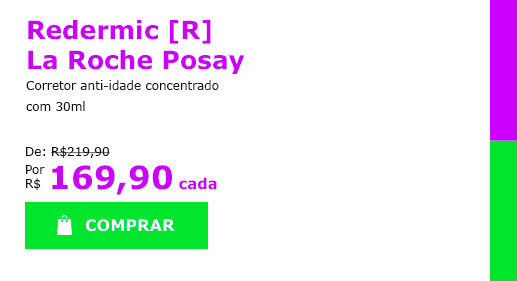 Redermic [R]
La Roche Posay
Corretor anti-idade concentrado
com 30ml
De: R$219,90
Por
R$ 169,90 cada
COMPRAR